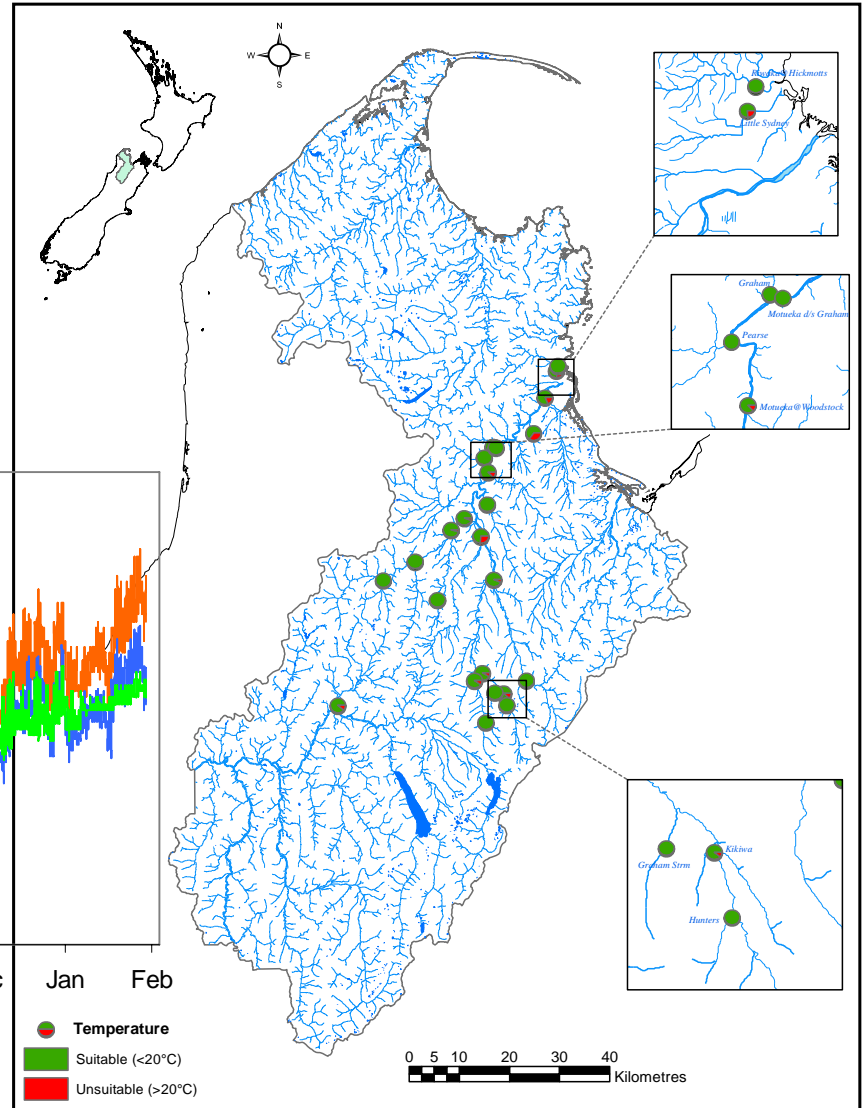 N
W E
S
Riwaka@Hickmotts
Little Sydney
Graham
Motueka d/s Graham
Pearse
Motueka@Woodstock
Kikiwa
Graham Strm
Hunters
c Jan Feb
Temperature
Suitable (<20°C)
Unsuitable (>20°C)
0 5 10 20 30 40
Kilometres